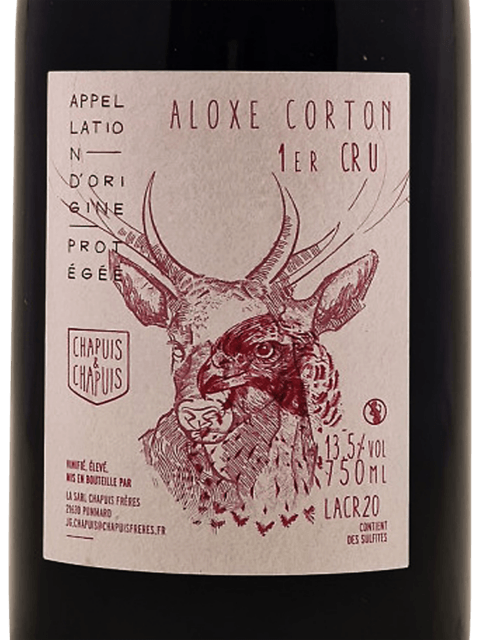 APPEL
LATIO
N
D'ORI
GINE
PROT
ÉGÉE
ALOXE CORTON
1ER CRU
CHAPUIS
&
CHAPUIS
VINIFIÉ, ÉLEVÉ,
MIS EN BOUTEILLE PAR
LA SARL CHAPUIS FRÈRES
21630 POMMARD
JG.CHAPUIS@CHAPUISFRERES.FR
13,5% VOL
e 750ML
LACR20
CONTIENT
DES SULFITES